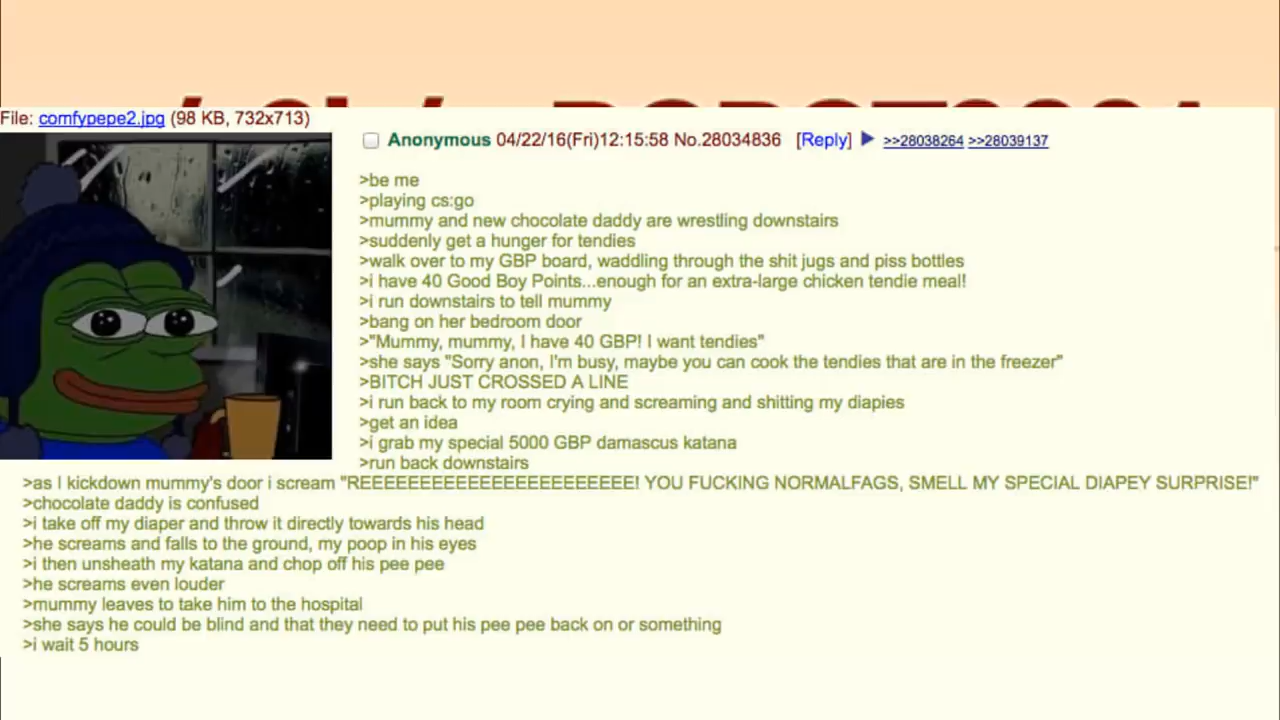 File: comfypepe2.jpg (98 KB, 732x713)
Anonymous 04/22/16(Fri)12:15:58 No.28034836 [Reply] ▶ >>28038264 >>28039137
>be me
>playing cs:go
>mummy and new chocolate daddy are wrestling downstairs
>suddenly get a hunger for tendies
>walk over to my GBP board, waddling through the shit jugs and piss bottles
>i have 40 Good Boy Points...enough for an extra-large chicken tendie meal!
>i run downstairs to tell mummy
>bang on her bedroom door
>"Mummy, mummy, I have 40 GBP! I want tendies"
>she says "Sorry anon, I'm busy, maybe you can cook the tendies that are in the freezer"
>BITCH JUST CROSSED A LINE
>i run back to my room crying and screaming and shitting my diapies
>get an idea
>i grab my special 5000 GBP damascus katana
>run back downstairs
>as I kickdown mummy's door i scream "REEEEEEEEEEEEEEEEEEEEEEE! YOU FUCKING NORMALFAGS, SMELL MY SPECIAL DIAPEY SURPRISE!"
>chocolate daddy is confused
>i take off my diaper and throw it directly towards his head
>he screams and falls to the ground, my poop in his eyes
>i then unsheath my katana and chop off his pee pee
>he screams even louder
>mummy leaves to take him to the hospital
>she says he could be blind and that they need to put his pee pee back on or something
>i wait 5 hours